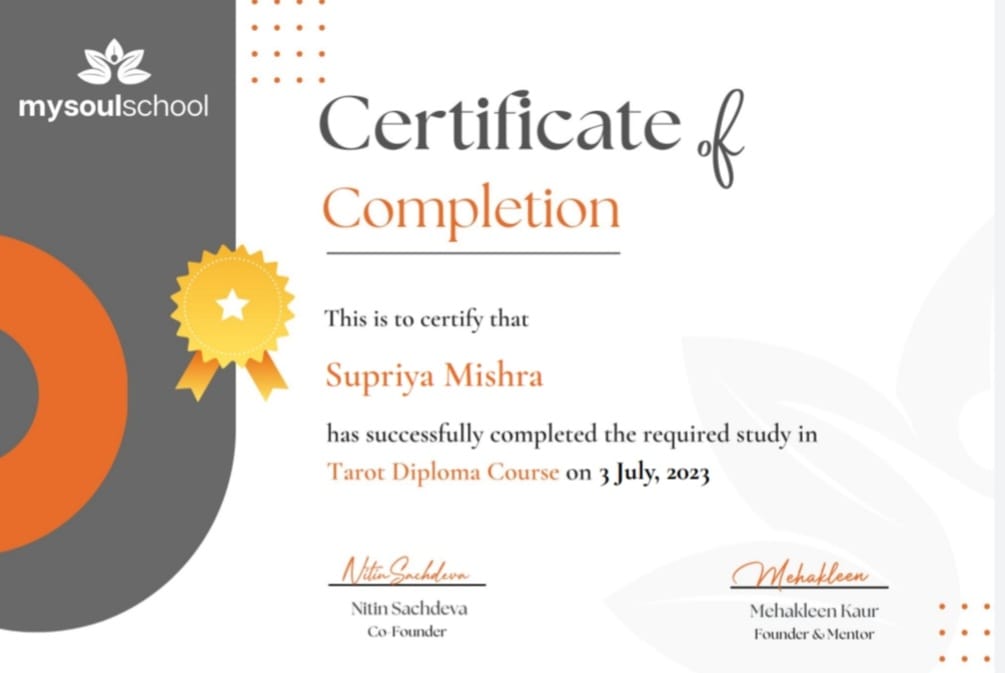 mysoulschool
Certificate of
Completion
This is to certify that
Supriya Mishra
has successfully completed the required study in
Tarot Diploma Course on 3 July, 2023
Nitin Sachdeva
Mehakleen
Nitin Sachdeva
Mehakleen Kaur
Co-Founder
Founder & Mentor